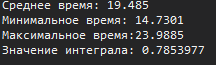 Среднее время: 19.485
Минимальное время: 14.7301
Максимальное время:23.9885
Значение интеграла: 0.7853977